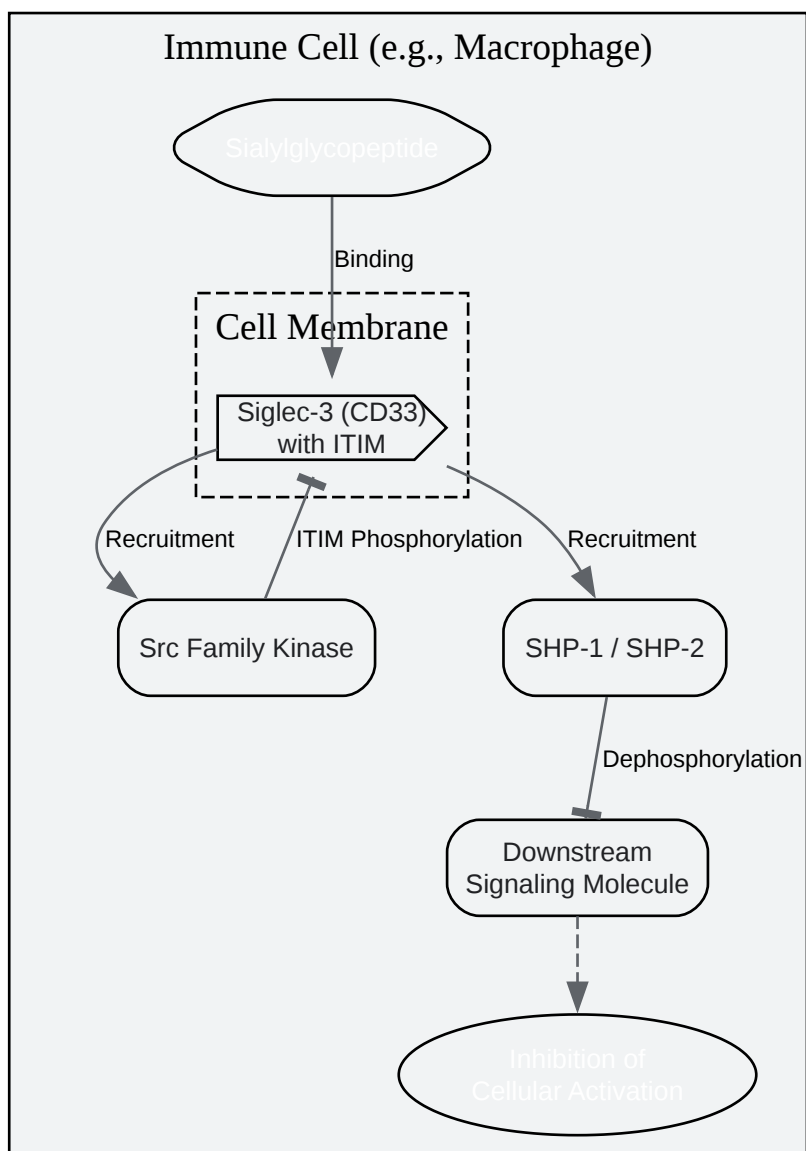 Immune Cell (e.g., Macrophage)
Sialylglycopeptide
Binding
Cell Membrane
Siglec-3 (CD33)
with ITIM
Recruitment
ITIM Phosphorylation
Recruitment
Src Family Kinase
SHP-1 / SHP-2
Dephosphorylation
Downstream
Signaling Molecule
Inhibition of
Cellular Activation